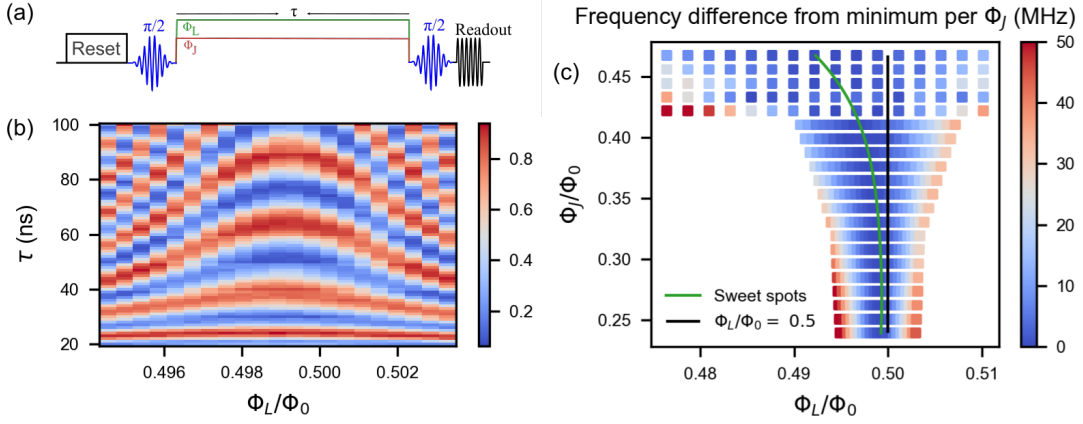 (a)
Reset
π/2
τ
Φ_L
Φ_J
π/2
Readout
(b)
100
80
60
40
20
τ (ns)
0.496
0.498
0.500
0.502
Φ_L/Φ_0
0.8
0.6
0.4
0.2
Frequency difference from minimum per Φ_J (MHz)
(c)
0.45
0.40
0.35
0.30
0.25
Φ_J/Φ_0
Sweet spots
Φ_L/Φ_0 = 0.5
0.48
0.49
0.50
0.51
Φ_L/Φ_0
50
40
30
20
10
0